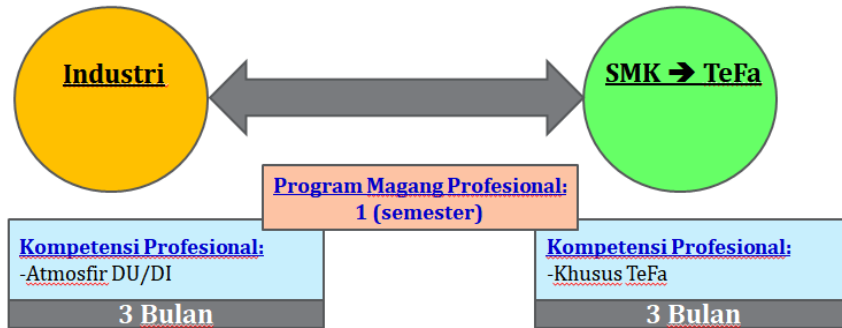 Industri
SMK ➔ TeFa
Program Magang Profesional:
1 (semester)
Kompetensi Profesional:
-Atmosfir DU/DI
3 Bulan
Kompetensi Profesional:
-Khusus TeFa
3 Bulan